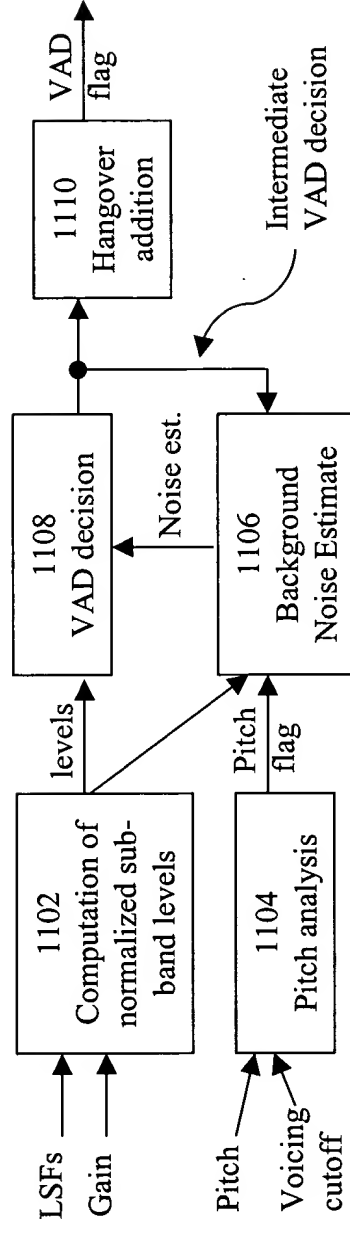 LSFs
Gain
1102
Computation of
normalized sub-
band levels
levels
1108
VAD decision
1110
Hangover
addition
VAD
flag
Pitch
Voicing
cutoff
1104
Pitch analysis
Pitch
flag
Noise est.
1106
Background
Noise Estimate
Intermediate
VAD decision